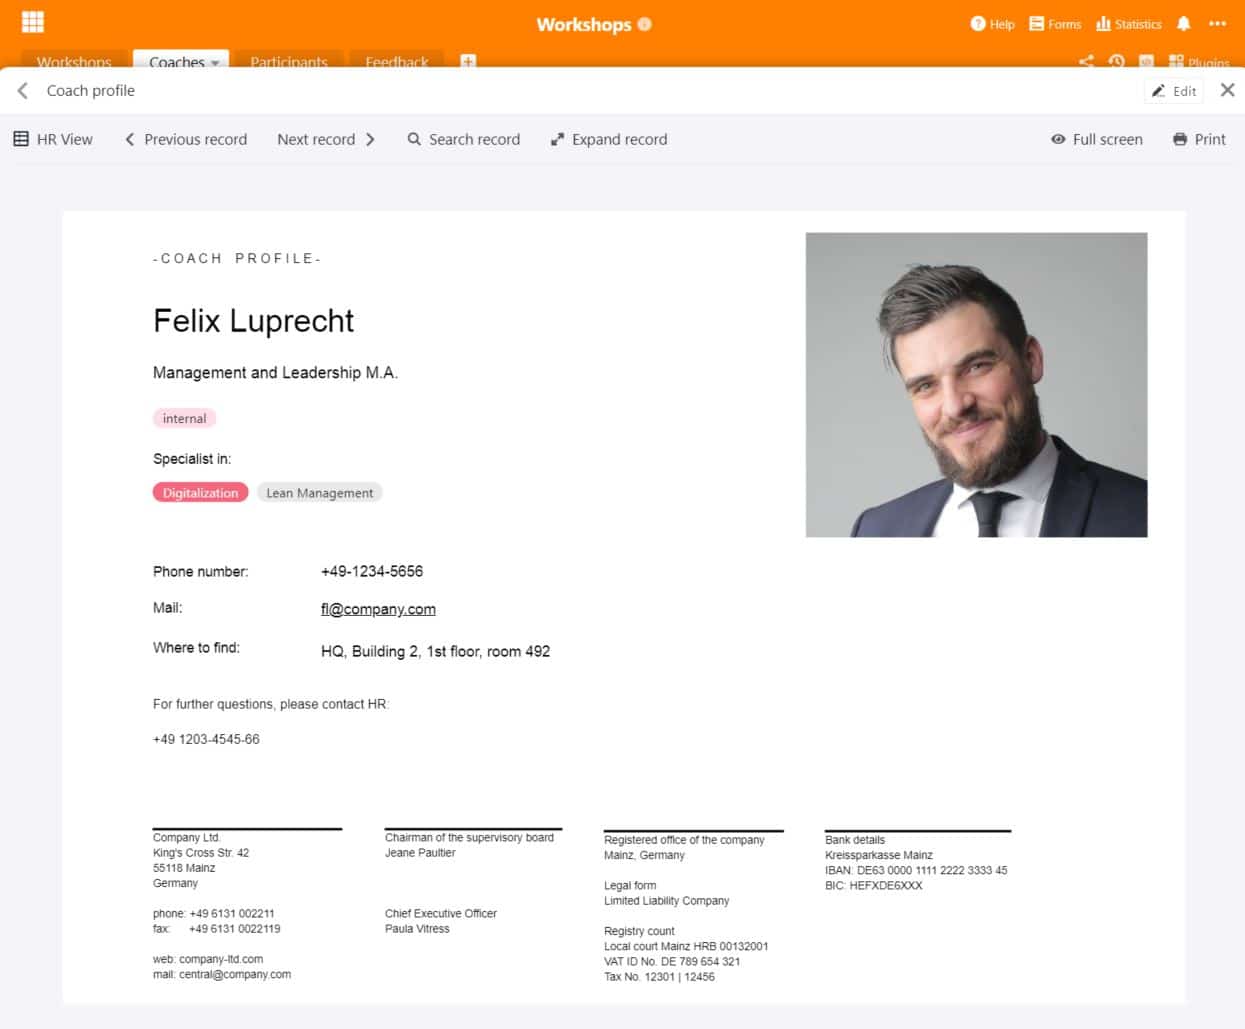 Workshops
Help
Forms
Statistics
Workshops
Coaches
Participants
Feedback
Plugins
Coach profile
Edit
HR View
Previous record
Next record
Search record
Expand record
Full screen
Print
-COACH PROFILE-
Felix Luprecht
Management and Leadership M.A.
internal
Specialist in:
Digitalization
Lean Management
Phone number: +49-1234-5656
Mail: fl@company.com
Where to find: HQ, Building 2, 1st floor, room 492
For further questions, please contact HR:
+49 1203-4545-66
Company Ltd.
King's Cross Str. 42
55118 Mainz
Germany
phone: +49 6131 002211
fax: +49 6131 0022119
web: company-ltd.com
mail: central@company.com
Chairman of the supervisory board
Jeane Paultier
Chief Executive Officer
Paula Vitress
Registered office of the company
Mainz, Germany
Legal form
Limited Liability Company
Registry count
Local court Mainz HRB 00132001
VAT ID No. DE 789 654 321
Tax No. 12301 | 12456
Bank details
Kreissparkasse Mainz
IBAN: DE63 0000 1111 2222 3333 45
BIC: HEFXDE6XXX